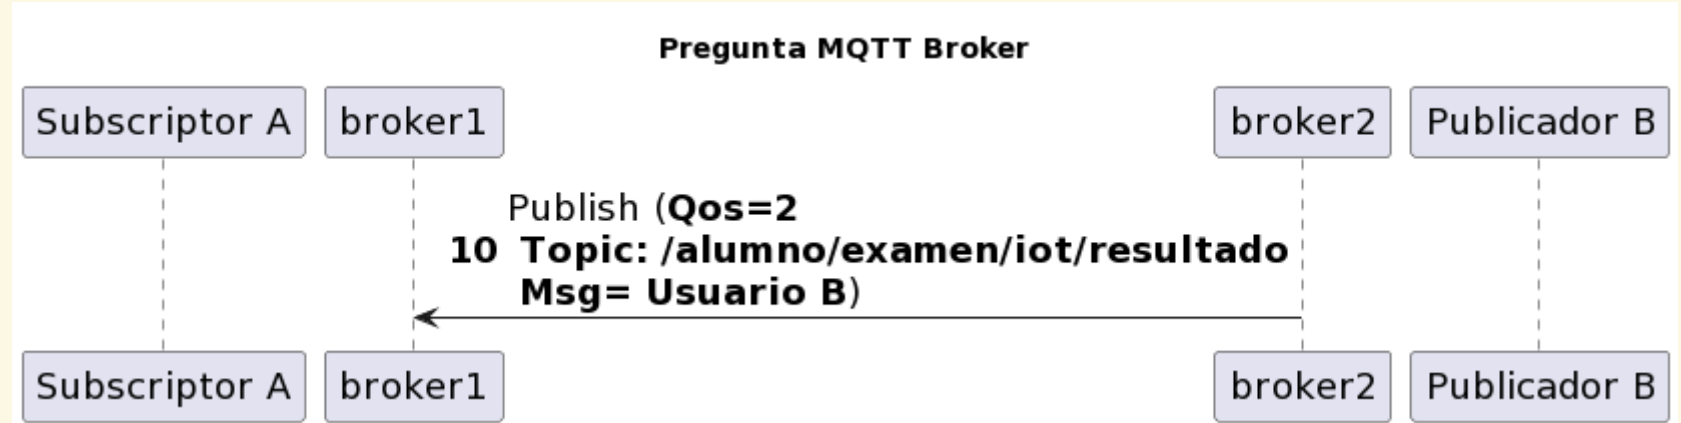 Pregunta MQTT Broker
Subscriptor A broker1 broker2 Publicador B
Publish (Qos=2
10 Topic: /alumno/examen/iot/resultado
Msg= Usuario B)
Subscriptor A broker1 broker2 Publicador B